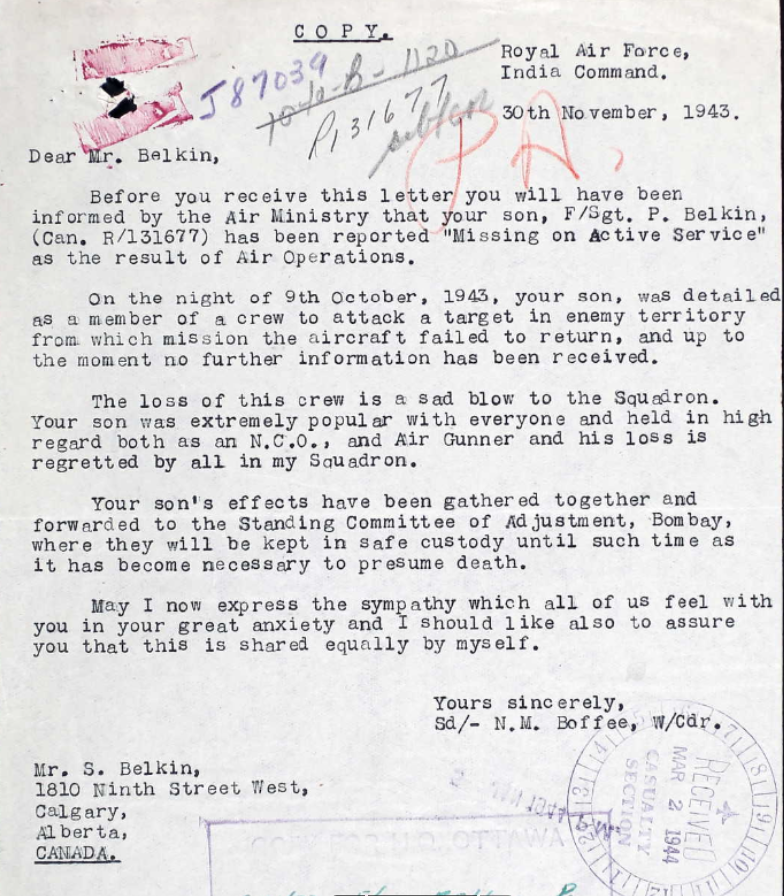 COPY.
J87039
10-10-B-1120
R131677
P.A.
Royal Air Force,
India Command.
30th November, 1943.
Dear Mr. Belkin,
Before you receive this letter you will have been
informed by the Air Ministry that your son, F/Sgt. P. Belkin,
(Can. R/131677) has been reported "Missing on Active Service"
as the result of Air Operations.
On the night of 9th October, 1943, your son, was detailed
as a member of a crew to attack a target in enemy territory
from which mission the aircraft failed to return, and up to
the moment no further information has been received.
The loss of this crew is a sad blow to the Squadron.
Your son was extremely popular with everyone and held in high
regard both as an N.C.O., and Air Gunner and his loss is
regretted by all in my Squadron.
Your son's effects have been gathered together and
forwarded to the Standing Committee of Adjustment, Bombay,
where they will be kept in safe custody until such time as
it has become necessary to presume death.
May I now express the sympathy which all of us feel with
you in your great anxiety and I should like also to assure
you that this is shared equally by myself.
Yours sincerely,
Sd/- N.M. Boffee, W/Cdr.
Mr. S. Belkin,
1810 Ninth Street West,
Calgary,
Alberta,
CANADA.
RECEIVED
MAR 2 1944
CASUALTY
SECTION
OTTAWA